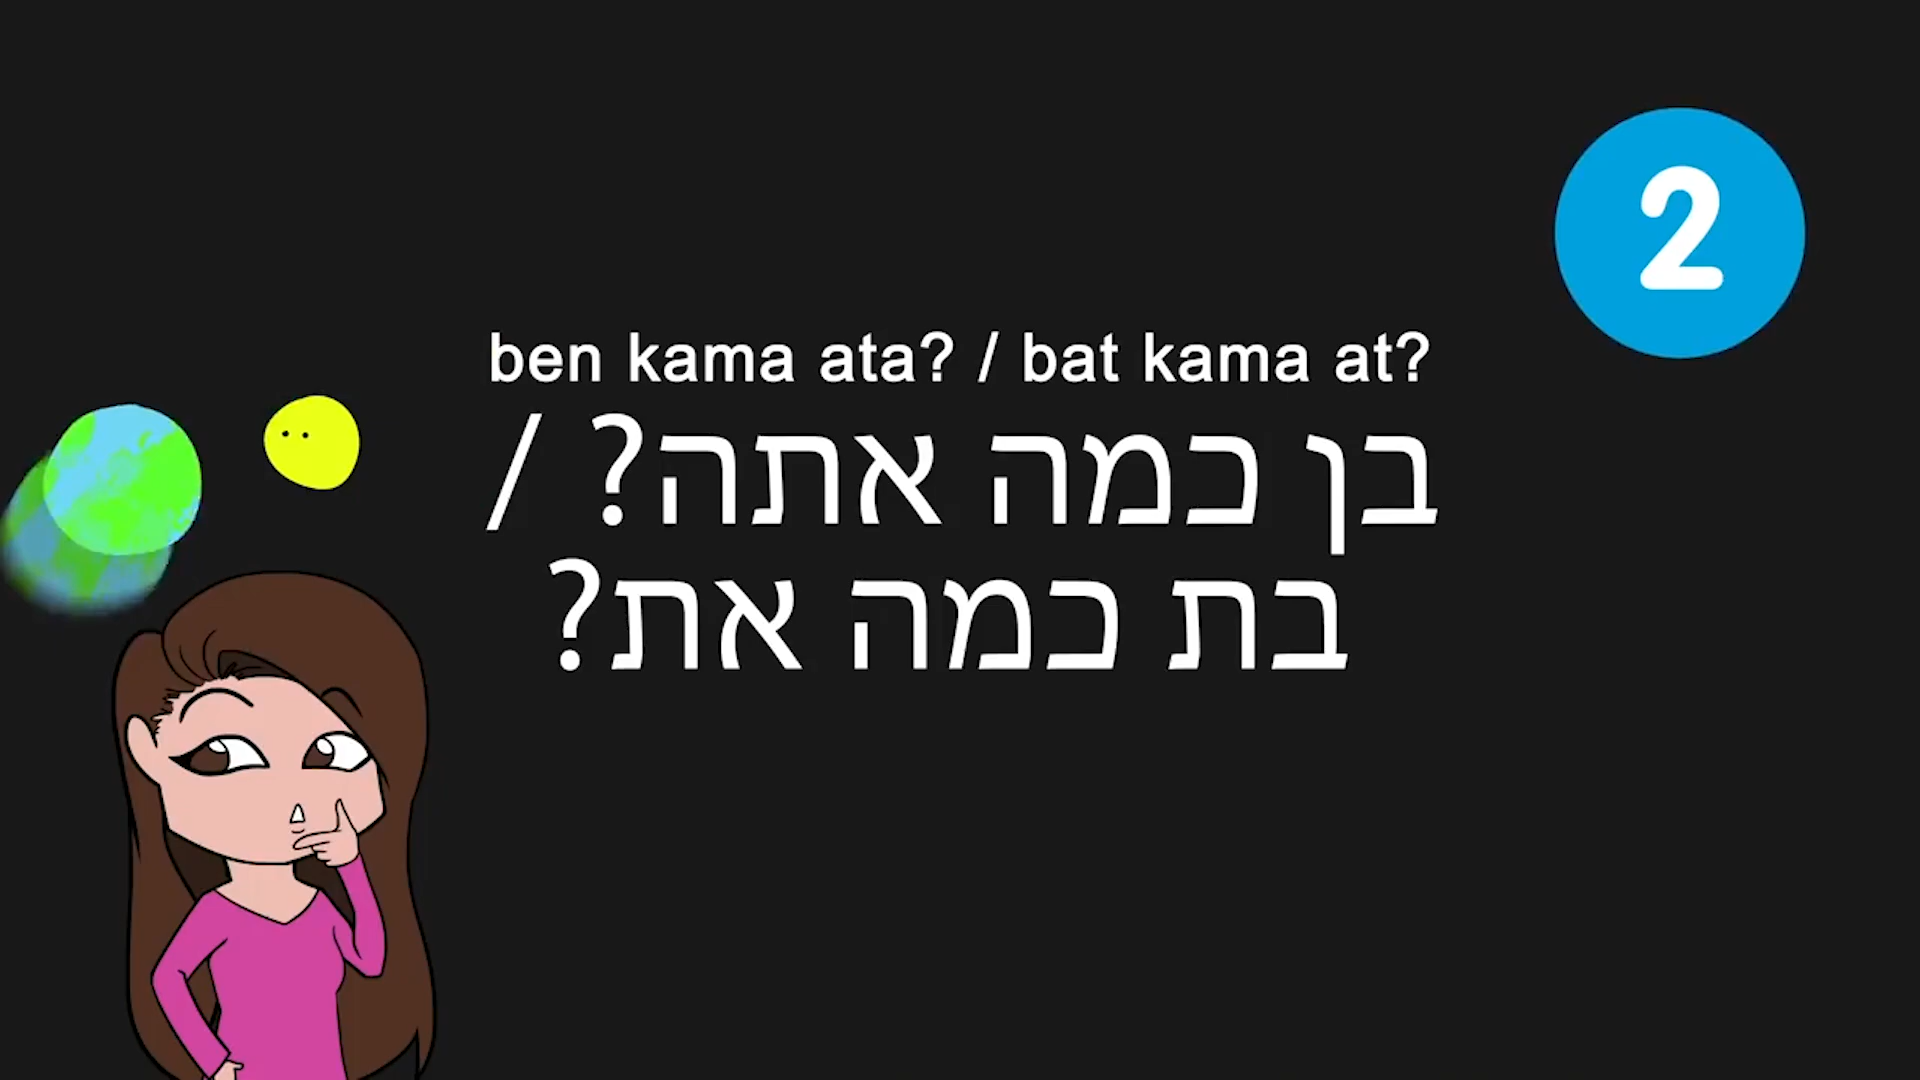 2
ben kama ata? / bat kama at?
בן כמה אתה? /
בת כמה את?